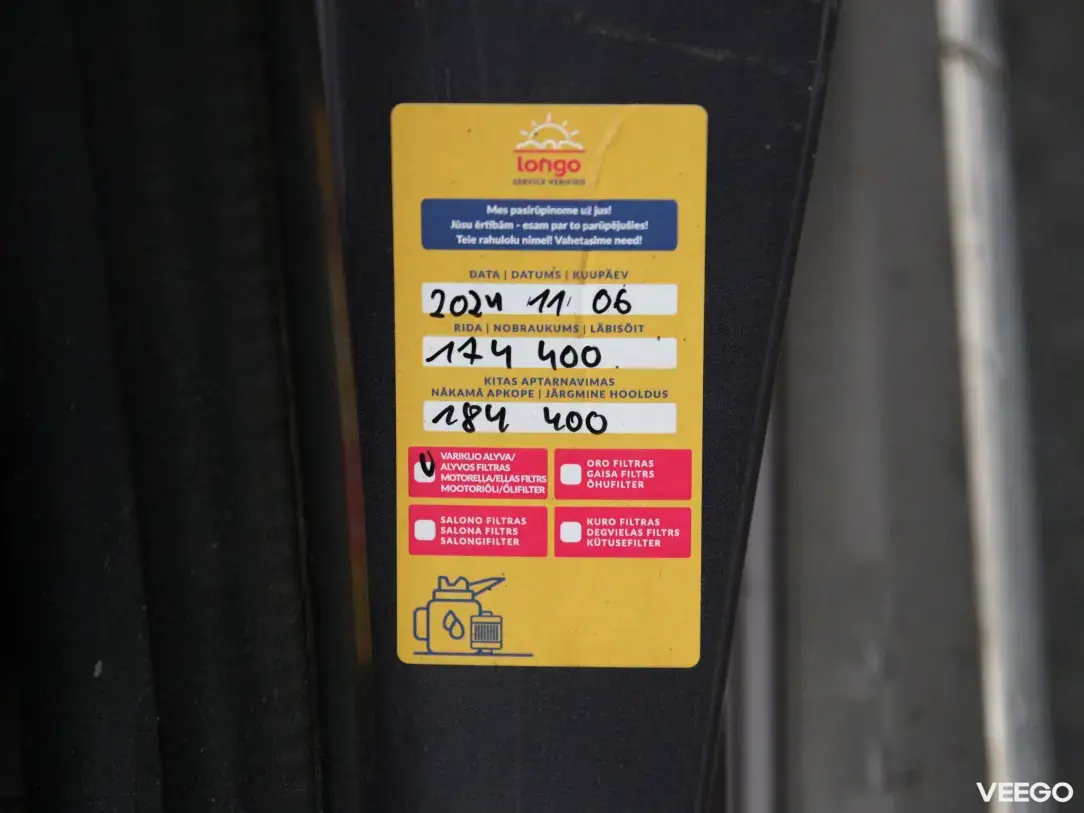 longo
SERVICE VERIFIED
Mes pasirūpinome už jus!
Jūsu ērtībām - esam par to parūpējušies!
Teie rahulolu nimel! Vahetasime need!
DATA | DATUMS | KUUPÄEV
2024 11 06
RIDA | NOBRAUKUMS | LÄBISÕIT
174 400
KITAS APTARNAVIMAS
NĀKAMĀ APKOPE | JÄRGMINE HOOLDUS
184 400
VARIKLIO ALYVA/
ALYVOS FILTRAS
MOTOREĻĻA/EĻĻAS FILTRS
MOOTORIÕLI/ÕLIFILTER
ORO FILTRAS
GAISA FILTRS
ÕHUFILTER
SALONO FILTRAS
SALONA FILTRS
SALONGIFILTER
KURO FILTRAS
DEGVIELAS FILTRS
KÜTUSEFILTER
VEEGO